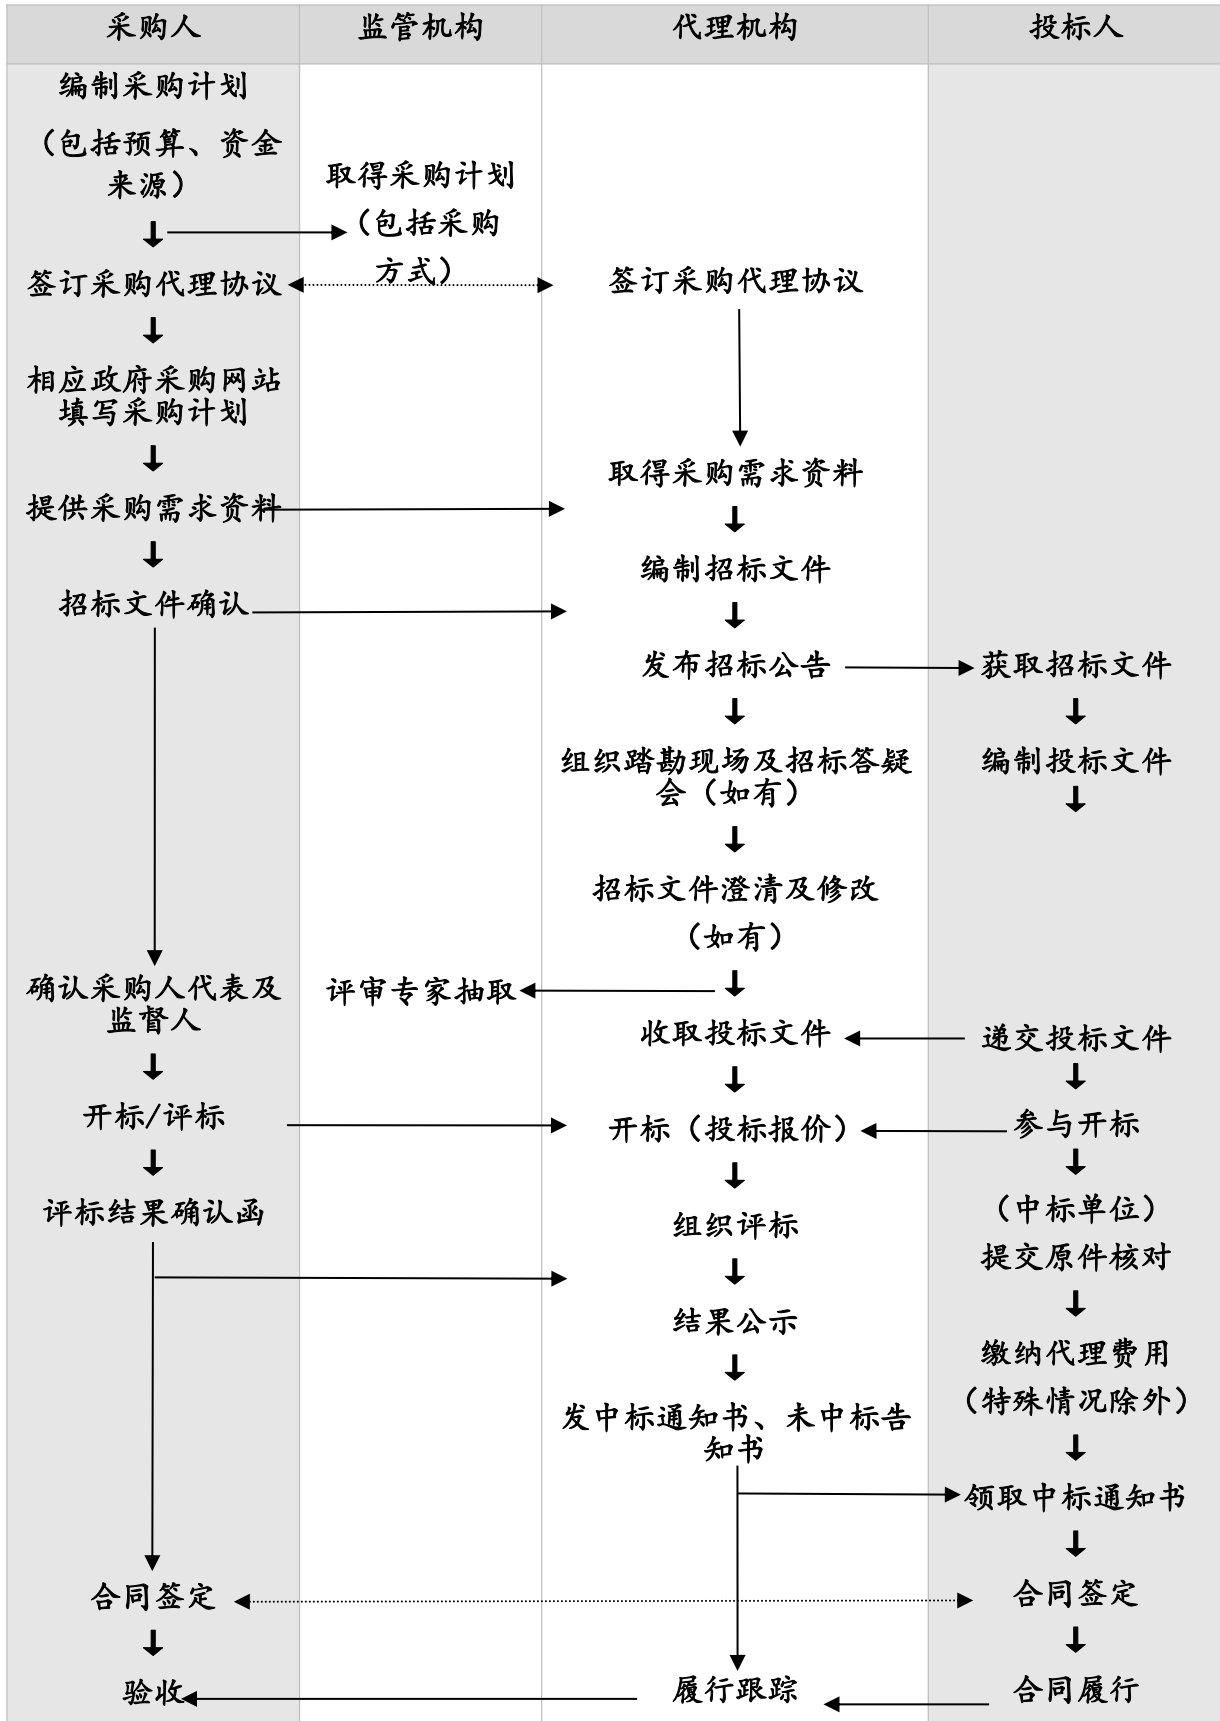 采购人
监管机构
代理机构
投标人
编制采购计划
（包括预算、资金
来源）
签订采购代理协议
相应政府采购网站
填写采购计划
提供采购需求资料
招标文件确认
确认采购人代表及
监督人
开标/评标
评标结果确认函
合同签定
验收
取得采购计划
（包括采购
方式）
评审专家抽取
签订采购代理协议
取得采购需求资料
编制招标文件
发布招标公告
组织踏勘现场及招标答疑
会（如有）
招标文件澄清及修改
（如有）
收取投标文件
开标（投标报价）
组织评标
结果公示
发中标通知书、未中标告
知书
履行跟踪
获取招标文件
编制投标文件
递交投标文件
参与开标
（中标单位）
提交原件核对
缴纳代理费用
（特殊情况除外）
领取中标通知书
合同签定
合同履行